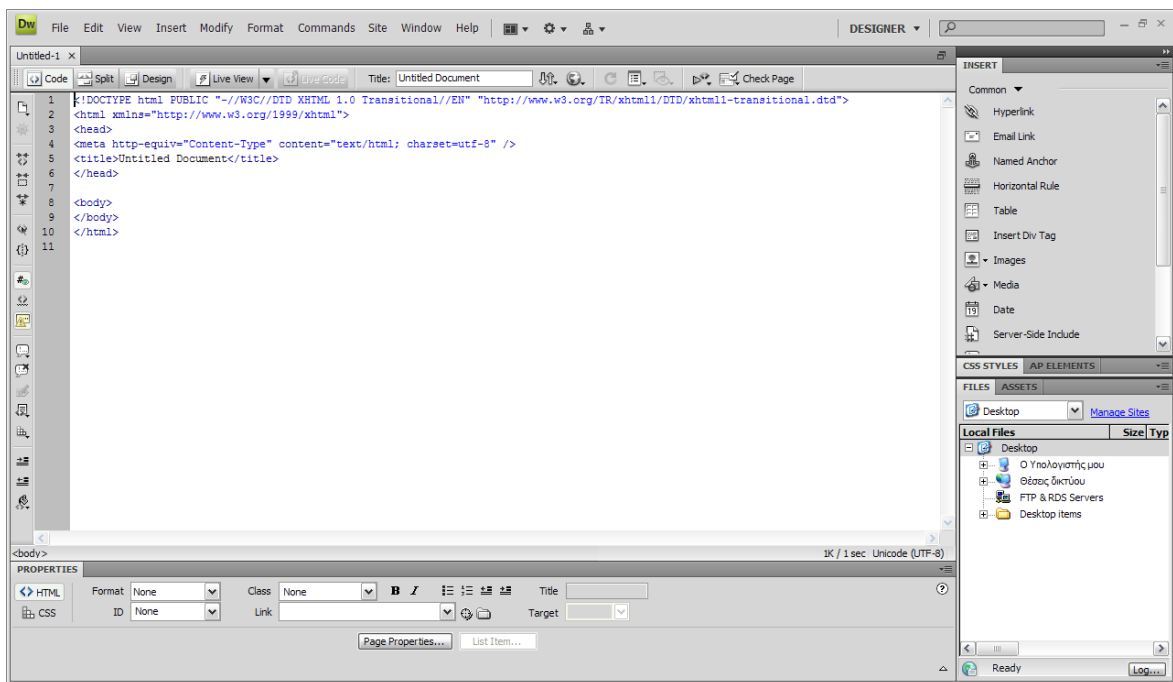 Dw File Edit View Insert Modify Format Commands Site Window Help DESIGNER
Untitled-1
Code Split Design Live View Live Code Title: Untitled Document Check Page
1 <!DOCTYPE html PUBLIC "-//W3C//DTD XHTML 1.0 Transitional//EN" "http://www.w3.org/TR/xhtml1/DTD/xhtml1-transitional.dtd">
2 <html xmlns="http://www.w3.org/1999/xhtml">
3 <head>
4 <meta http-equiv="Content-Type" content="text/html; charset=utf-8" />
5 <title>Untitled Document</title>
6 </head>
7
8 <body>
9 </body>
10 </html>
11
<body> 1K / 1 sec Unicode (UTF-8)
PROPERTIES
HTML Format None Class None B I Title
CSS ID None Link Target
Page Properties... List Item...
INSERT
Common
Hyperlink
Email Link
Named Anchor
Horizontal Rule
Table
Insert Div Tag
Images
Media
19 Date
Server-Side Include
CSS STYLES AP ELEMENTS
FILES ASSETS
Desktop Manage Sites
Local Files Size Typ
Desktop
Ο Υπολογιστής μου
Θέσεις δικτύου
FTP & RDS Servers
Desktop items
Ready Log...